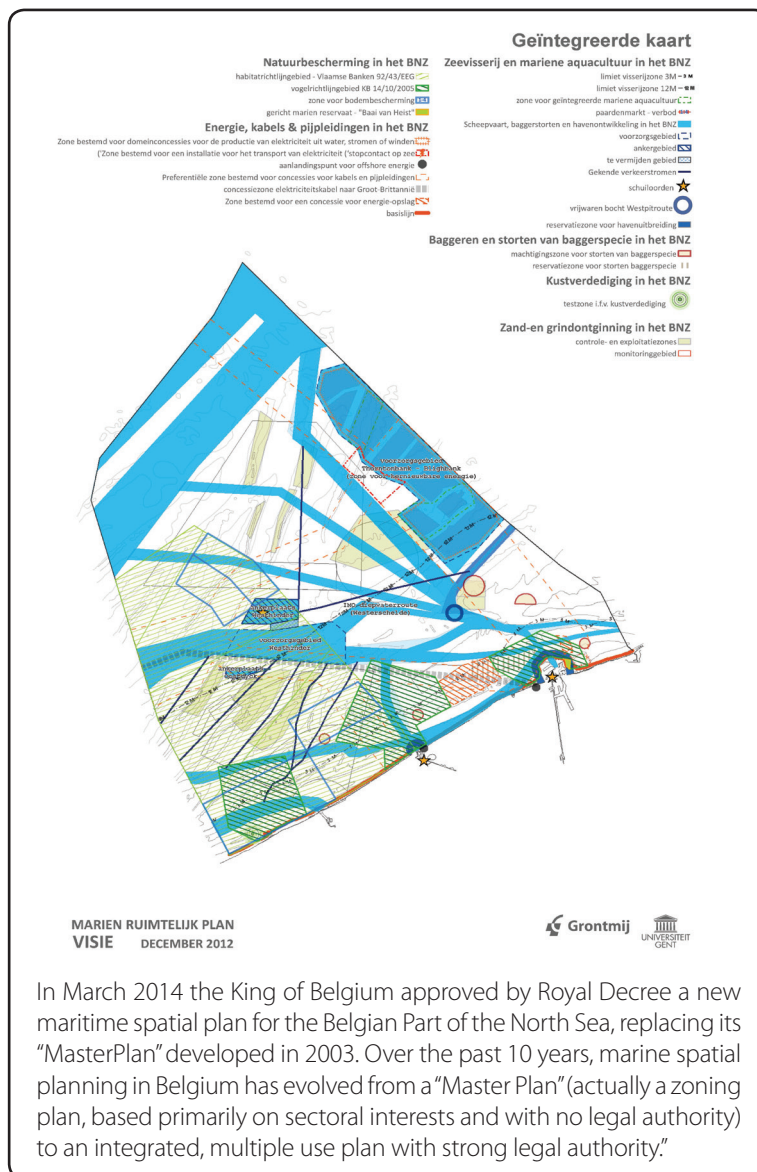 Geïntegreerde kaart
Natuurbescherming in het BNZ
habitatrichtlijngebied - Vlaamse Banken 92/43/EEG
vogelrichtlijngebied KB 14/10/2005
zone voor bodembescherming
gericht marien reservaat - "Baai van Heist"
Energie, kabels & pijpleidingen in het BNZ
Zone bestemd voor domeinconcessies voor de productie van elektriciteit uit water, stromen of winden
('Zone bestemd voor een installatie voor het transport van elektriciteit ('stopcontact op zee
aanlandingspunt voor offshore energie
Preferentiële zone bestemd voor concessies voor kabels en pijpleidingen
concessiezone elektriciteitskabel naar Groot-Brittannië
Zone bestemd voor een concessie voor energie-opslag
basislijn
Zeevisserij en mariene aquacultuur in het BNZ
limiet visserijzone 3M
limiet visserijzone 12M
zone voor geïntegreerde mariene aquacultuur
paardenmarkt - verbod
Scheepvaart, baggerstorten en havenontwikkeling in het BNZ
voorzorgsgebied
ankergebied
te vermijden gebied
Gekende verkeerstromen
schuiloorden
vrijwaren bocht Westpitroute
reservatiezone voor havenuitbreiding
Baggeren en storten van baggerspecie in het BNZ
machtigingszone voor storten van baggerspecie
reservatiezone voor storten baggerspecie
Kustverdediging in het BNZ
testzone i.f.v. kustverdediging
Zand-en grindontginning in het BNZ
controle- en exploitatiezones
monitoringgebied
Voorzorgsgebied
(zone voor hernieuwbare energie)
IMO diepwaterroute
(Westerschelde)
Voorzorgsgebied
Westhinder
MARIEN RUIMTELIJK PLAN
VISIE DECEMBER 2012
Grontmij
UNIVERSITEIT
GENT
In March 2014 the King of Belgium approved by Royal Decree a new
maritime spatial plan for the Belgian Part of the North Sea, replacing its
"MasterPlan" developed in 2003. Over the past 10 years, marine spatial
planning in Belgium has evolved from a "Master Plan" (actually a zoning
plan, based primarily on sectoral interests and with no legal authority)
to an integrated, multiple use plan with strong legal authority."